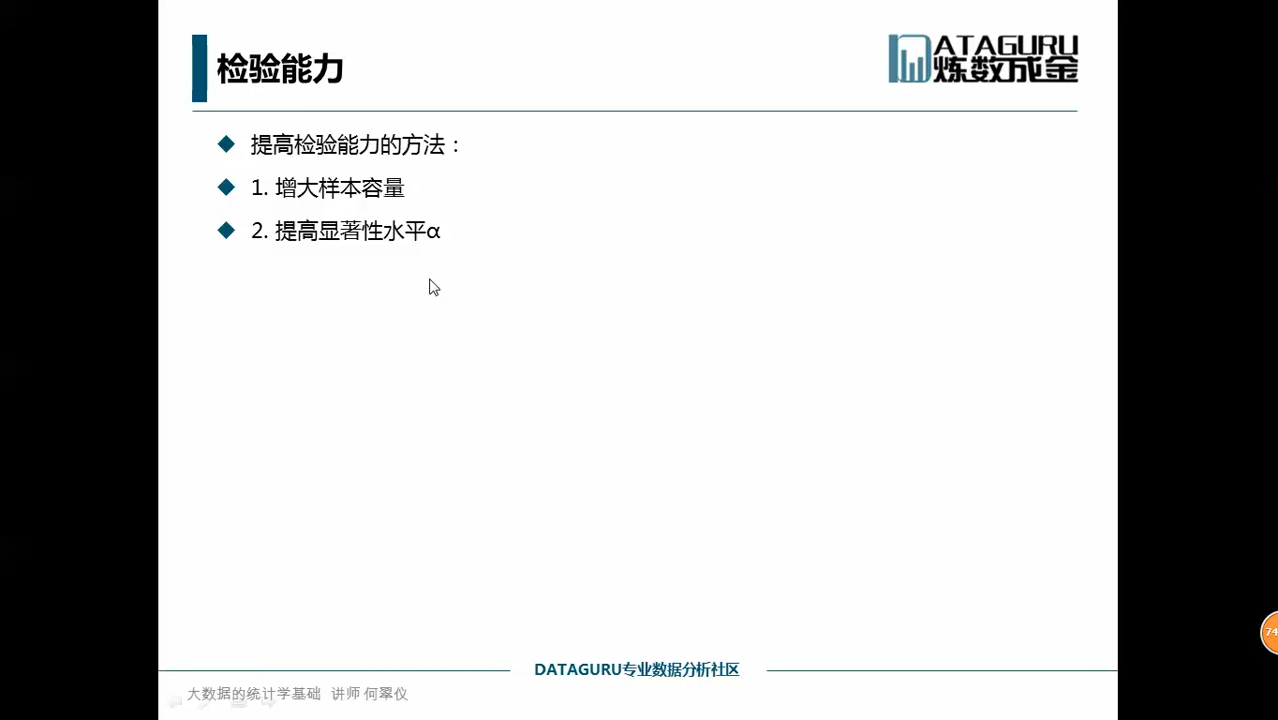 检验能力
ATAGURU
炼数成金
提高检验能力的方法：
1. 增大样本容量
2. 提高显著性水平α
74
DATAGURU专业数据分析社区
大数据的统计学基础 讲师 何翠仪